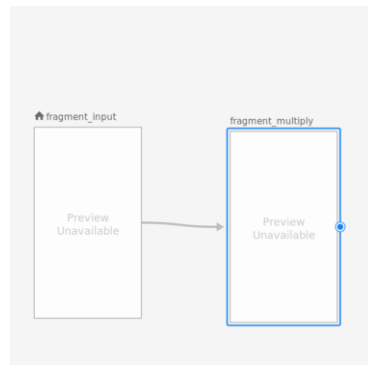 fragment_input
fragment_multiply
Preview
Unavailable
Preview
Unavailable